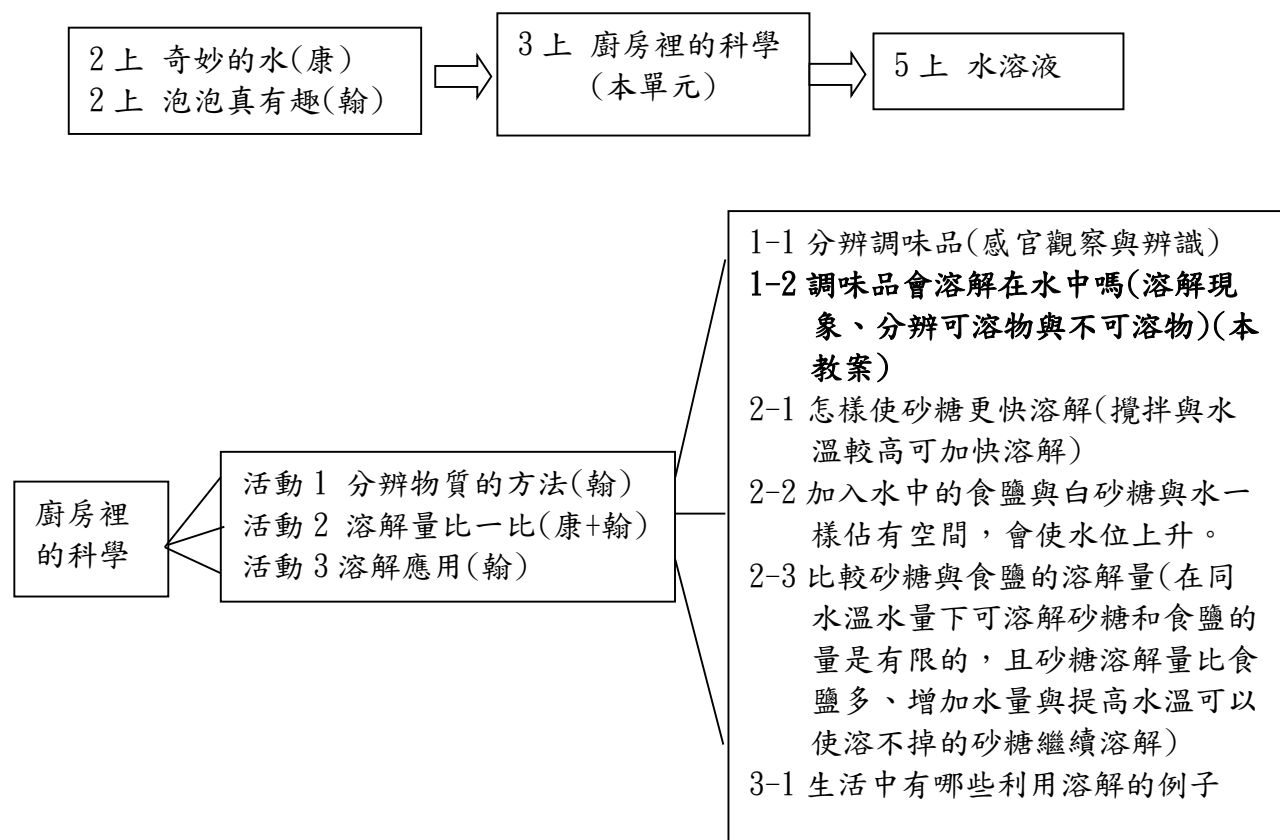 2上 奇妙的水(康)
2上 泡泡真有趣(翰)
3上 廚房裡的科學
(本單元)
5上 水溶液
廚房裡
的科學
活動1 分辨物質的方法(翰)
活動2 溶解量比一比(康+翰)
活動3溶解應用(翰)
1-1分辨調味品(感官觀察與辨識)
1-2調味品會溶解在水中嗎(溶解現
象、分辨可溶物與不可溶物)(本
教案)
2-1怎樣使砂糖更快溶解(攪拌與水
溫較高可加快溶解)
2-2加入水中的食鹽與白砂糖與水一
樣佔有空間，會使水位上升。
2-3比較砂糖與食鹽的溶解量(在同
水溫水量下可溶解砂糖和食鹽的
量是有限的，且砂糖溶解量比食
鹽多、增加水量與提高水溫可以
使溶不掉的砂糖繼續溶解)
3-1生活中有哪些利用溶解的例子